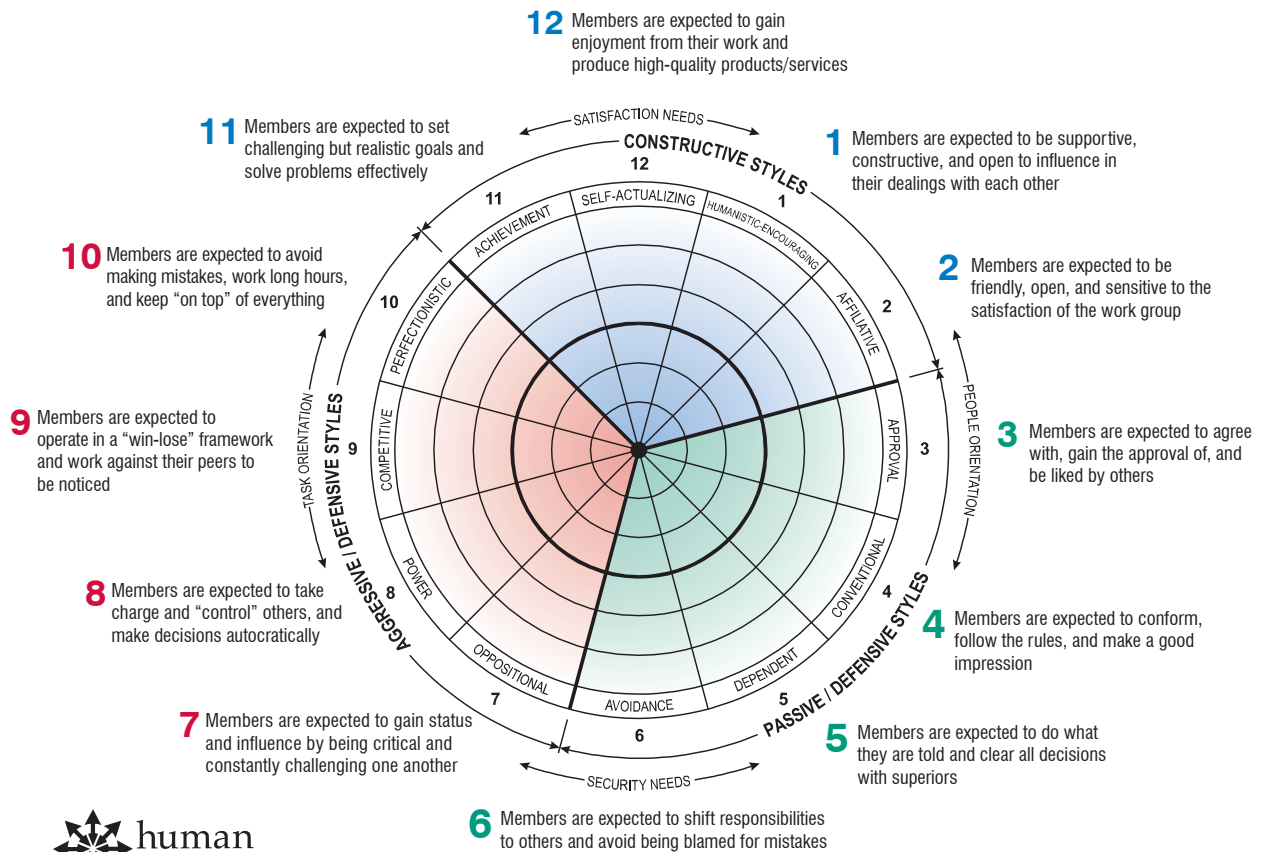 12 Members are expected to gain
enjoyment from their work and
produce high-quality products/services
11 Members are expected to set
challenging but realistic goals and
solve problems effectively
1 Members are expected to be supportive,
constructive, and open to influence in
their dealings with each other
10 Members are expected to avoid
making mistakes, work long hours,
and keep “on top” of everything
2 Members are expected to be
friendly, open, and sensitive to the
satisfaction of the work group
9 Members are expected to
operate in a “win-lose” framework
and work against their peers to
be noticed
3 Members are expected to agree
with, gain the approval of, and
be liked by others
8 Members are expected to take
charge and “control” others, and
make decisions autocratically
4 Members are expected to conform,
follow the rules, and make a good
impression
7 Members are expected to gain status
and influence by being critical and
constantly challenging one another
5 Members are expected to do what
they are told and clear all decisions
with superiors
6 Members are expected to shift responsibilities
to others and avoid being blamed for mistakes
SATISFACTION NEEDS
CONSTRUCTIVE STYLES
PEOPLE ORIENTATION
PASSIVE / DEFENSIVE STYLES
SECURITY NEEDS
AGGRESSIVE / DEFENSIVE STYLES
TASK ORIENTATION
12
SELF-ACTUALIZING
1
HUMANISTIC-ENCOURAGING
2
AFFILIATIVE
3
APPROVAL
4
CONVENTIONAL
5
DEPENDENT
6
AVOIDANCE
7
OPPOSITIONAL
8
POWER
9
COMPETITIVE
10
PERFECTIONISTIC
11
ACHIEVEMENT
human